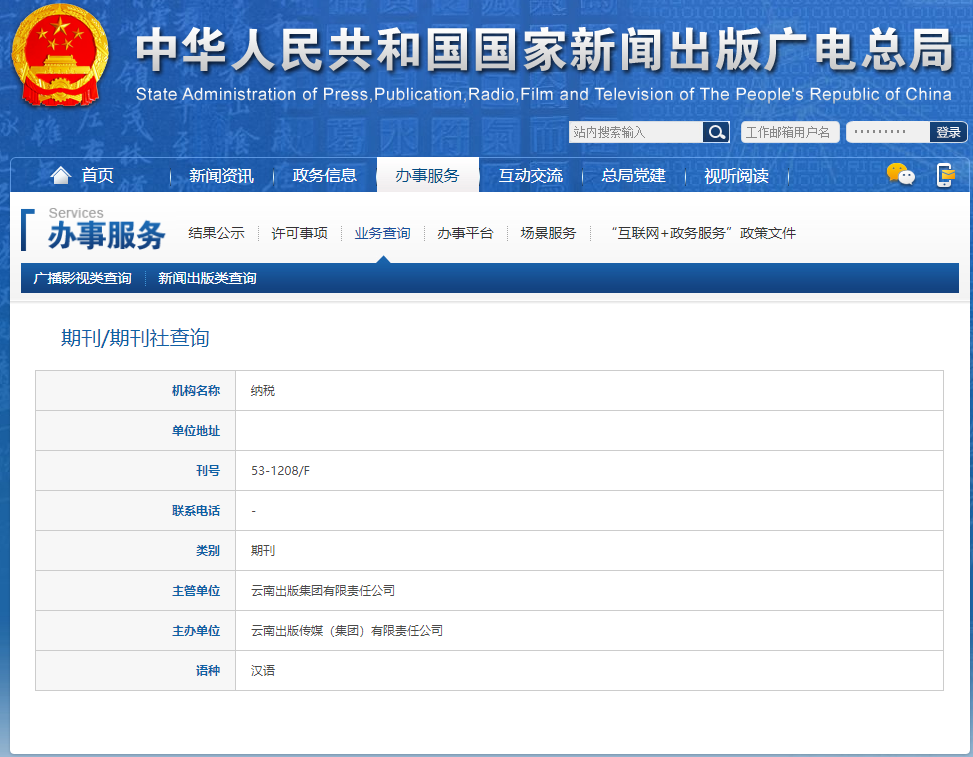 中华人民共和国国家新闻出版广电总局
State Administration of Press,Publication,Radio,Film and Television of The People's Republic of China
站内搜索输入 工作邮箱用户名 ········· 登录
首页 新闻资讯 政务信息 办事服务 互动交流 总局党建 视听阅读
Services
办事服务 结果公示 许可事项 业务查询 办事平台 场景服务 “互联网+政务服务”政策文件
广播影视类查询 新闻出版类查询
期刊/期刊社查询
机构名称 纳税
单位地址
刊号 53-1208/F
联系电话 -
类别 期刊
主管单位 云南出版集团有限责任公司
主办单位 云南出版传媒（集团）有限责任公司
语种 汉语